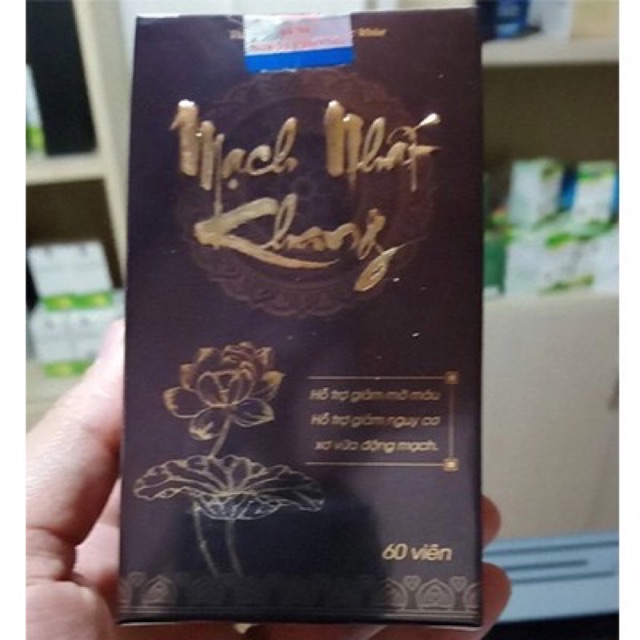 Mạch Nhất
Khang
Hỗ trợ giảm mỡ máu
Hỗ trợ giảm nguy cơ
xơ vữa động mạch.
60 viên